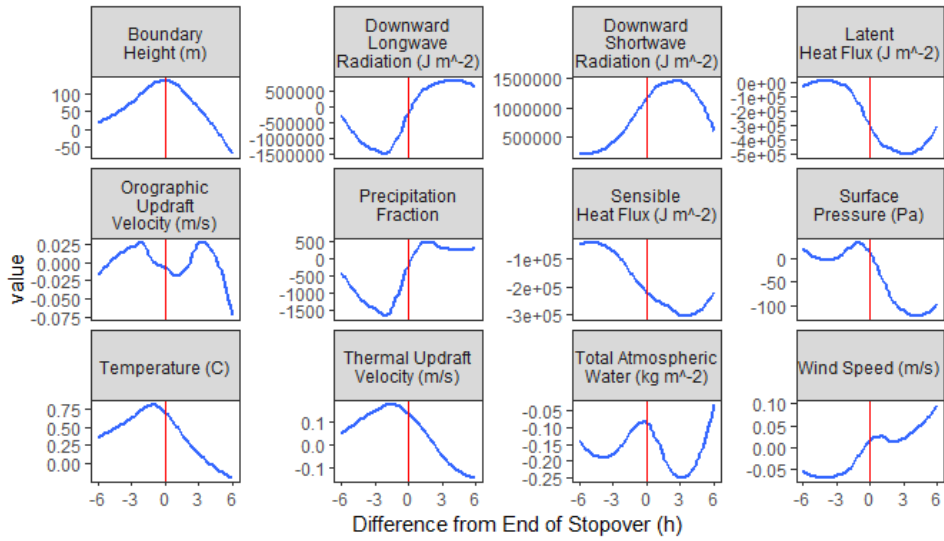 Boundary
Height (m)
100
50
0
-50
Downward
Longwave
Radiation (J m^-2)
500000
0
-500000
-1000000
-1500000
Downward
Shortwave
Radiation (J m^-2)
1500000
1000000
500000
Latent
Heat Flux (J m^-2)
0e+00
-1e+05
-2e+05
-3e+05
-4e+05
-5e+05
Orographic
Updraft
Velocity (m/s)
0.025
0.000
-0.025
-0.050
-0.075
Precipitation
Fraction
500
0
-500
-1000
-1500
Sensible
Heat Flux (J m^-2)
-1e+05
-2e+05
-3e+05
Surface
Pressure (Pa)
0
-50
-100
Temperature (C)
0.75
0.50
0.25
0.00
Thermal Updraft
Velocity (m/s)
0.1
0.0
-0.1
Total Atmospheric
Water (kg m^-2)
-0.05
-0.10
-0.15
-0.20
-0.25
Wind Speed (m/s)
0.10
0.05
0.00
-0.05
-6 -3 0 3 6
-6 -3 0 3 6
-6 -3 0 3 6
-6 -3 0 3 6
value
Difference from End of Stopover (h)